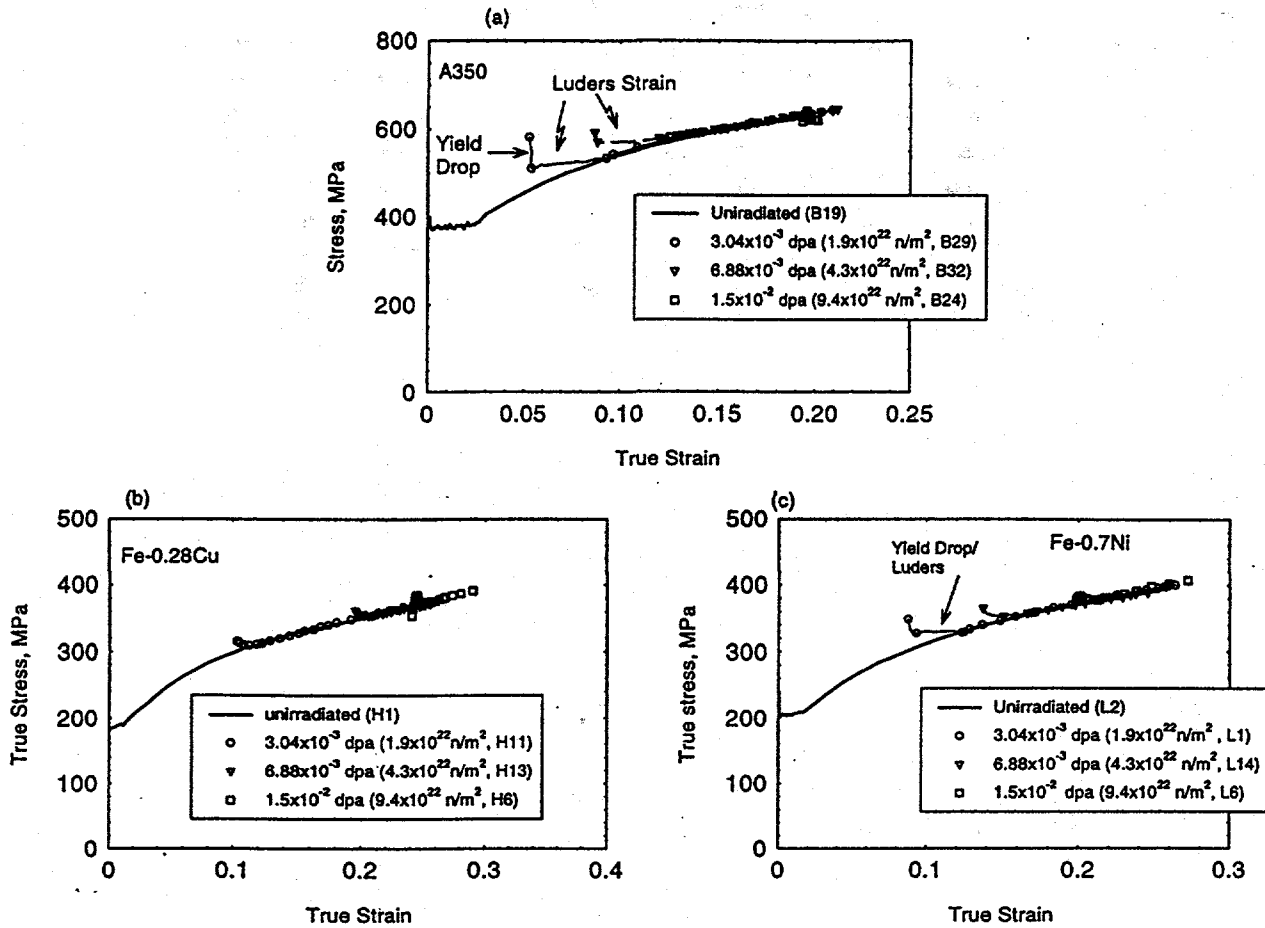 (a)
800
A350
Luders Strain
600
Yield
Drop
Stress, MPa
400
Uniradiated (B19)
3.04x10⁻³ dpa (1.9x10²² n/m², B29)
6.88x10⁻³ dpa (4.3x10²² n/m², B32)
1.5x10⁻² dpa (9.4x10²² n/m², B24)
200
0
0 0.05 0.10 0.15 0.20 0.25
True Strain
(b)
500
Fe-0.28Cu
400
True Stress, MPa
300
200
unirradiated (H1)
3.04x10⁻³ dpa (1.9x10²² n/m², H11)
6.88x10⁻³ dpa (4.3x10²² n/m², H13)
1.5x10⁻² dpa (9.4x10²² n/m², H6)
100
0
0 0.1 0.2 0.3 0.4
True Strain
(c)
500
Yield Drop/
Luders
Fe-0.7Ni
400
True stress, MPa
300
200
Unirradiated (L2)
3.04x10⁻³ dpa (1.9x10²² n/m², L1)
6.88x10⁻³ dpa (4.3x10²² n/m², L14)
1.5x10⁻² dpa (9.4x10²² n/m², L6)
100
0
0 0.1 0.2 0.3
True Strain